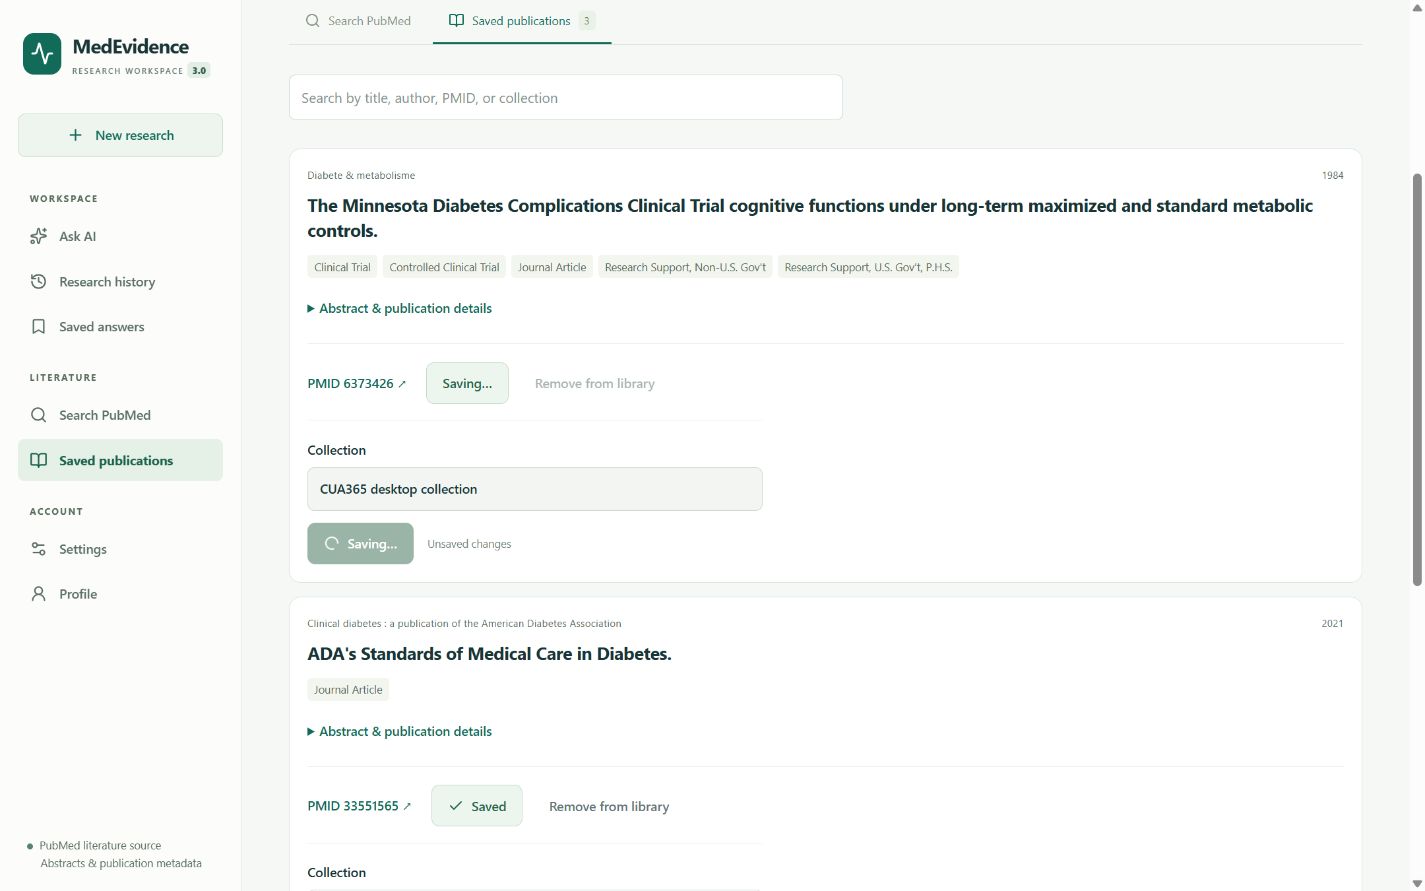 MedEvidence
RESEARCH WORKSPACE 3.0
New research
WORKSPACE
Ask AI
Research history
Saved answers
LITERATURE
Search PubMed
Saved publications
ACCOUNT
Settings
Profile
PubMed literature source
Abstracts & publication metadata
Search PubMed
Saved publications 3
Search by title, author, PMID, or collection
Diabete & metabolisme 1984
The Minnesota Diabetes Complications Clinical Trial cognitive functions under long-term maximized and standard metabolic
controls.
Clinical Trial Controlled Clinical Trial Journal Article Research Support, Non-U.S. Gov't Research Support, U.S. Gov't, P.H.S.
▶ Abstract & publication details
PMID 6373426 ↗ Saving... Remove from library
Collection
CUA365 desktop collection
Saving... Unsaved changes
Clinical diabetes : a publication of the American Diabetes Association 2021
ADA's Standards of Medical Care in Diabetes.
Journal Article
▶ Abstract & publication details
PMID 33551565 ↗ Saved Remove from library
Collection